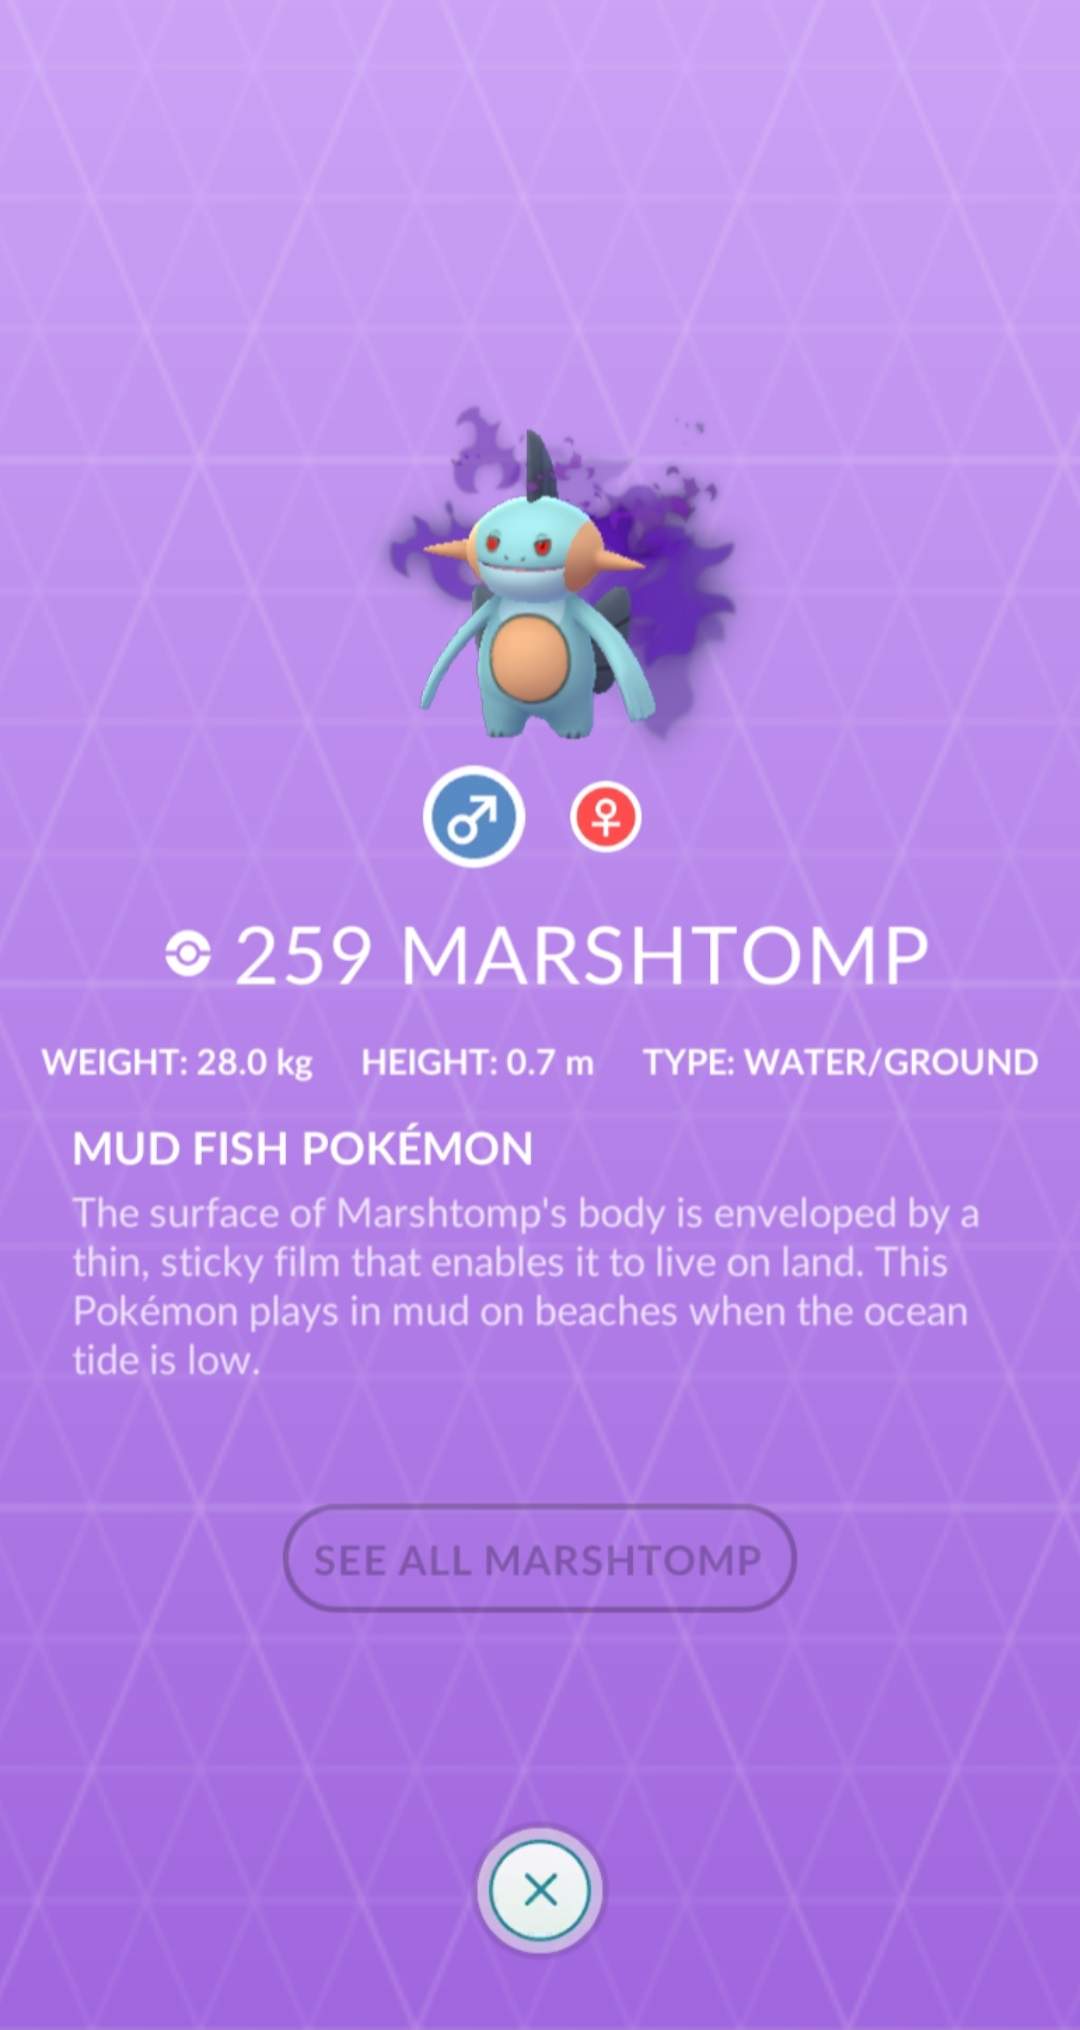 259 MARSHTOMP
WEIGHT: 28.0 kg HEIGHT: 0.7 m TYPE: WATER/GROUND
MUD FISH POKÉMON
The surface of Marshtomp's body is enveloped by a
thin, sticky film that enables it to live on land. This
Pokémon plays in mud on beaches when the ocean
tide is low.
SEE ALL MARSHTOMP